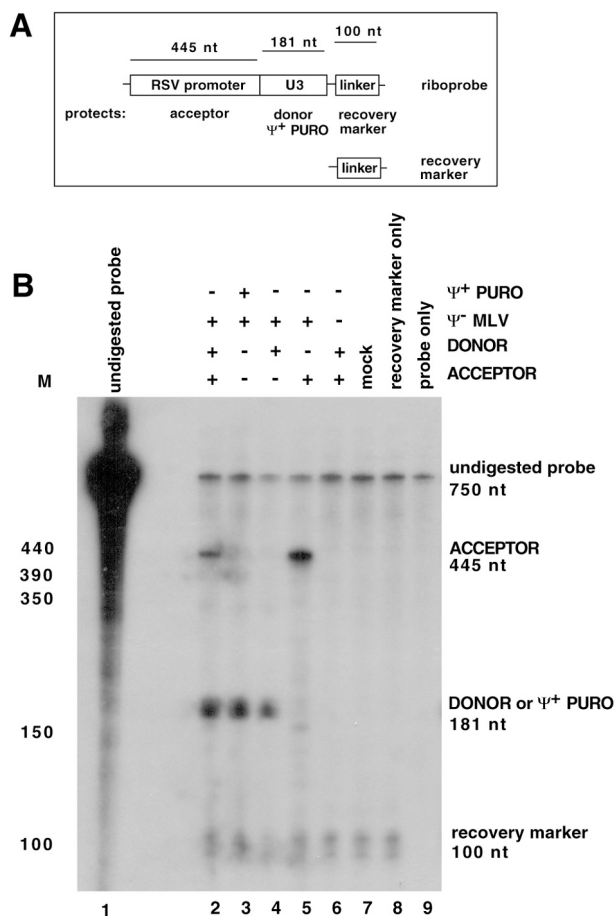 A
445 nt 181 nt 100 nt
RSV promoter U3 linker riboprobe
protects: acceptor donor recovery
Ψ+ PURO marker
linker recovery
marker
B
undigested probe
mock
recovery marker only
probe only
- + - - - Ψ+ PURO
+ + + + - Ψ- MLV
+ - + - + DONOR
+ - - + + ACCEPTOR
M
undigested probe
750 nt
440 ACCEPTOR
390 445 nt
350
DONOR or Ψ+ PURO
150 181 nt
100 recovery marker
100 nt
1 2 3 4 5 6 7 8 9